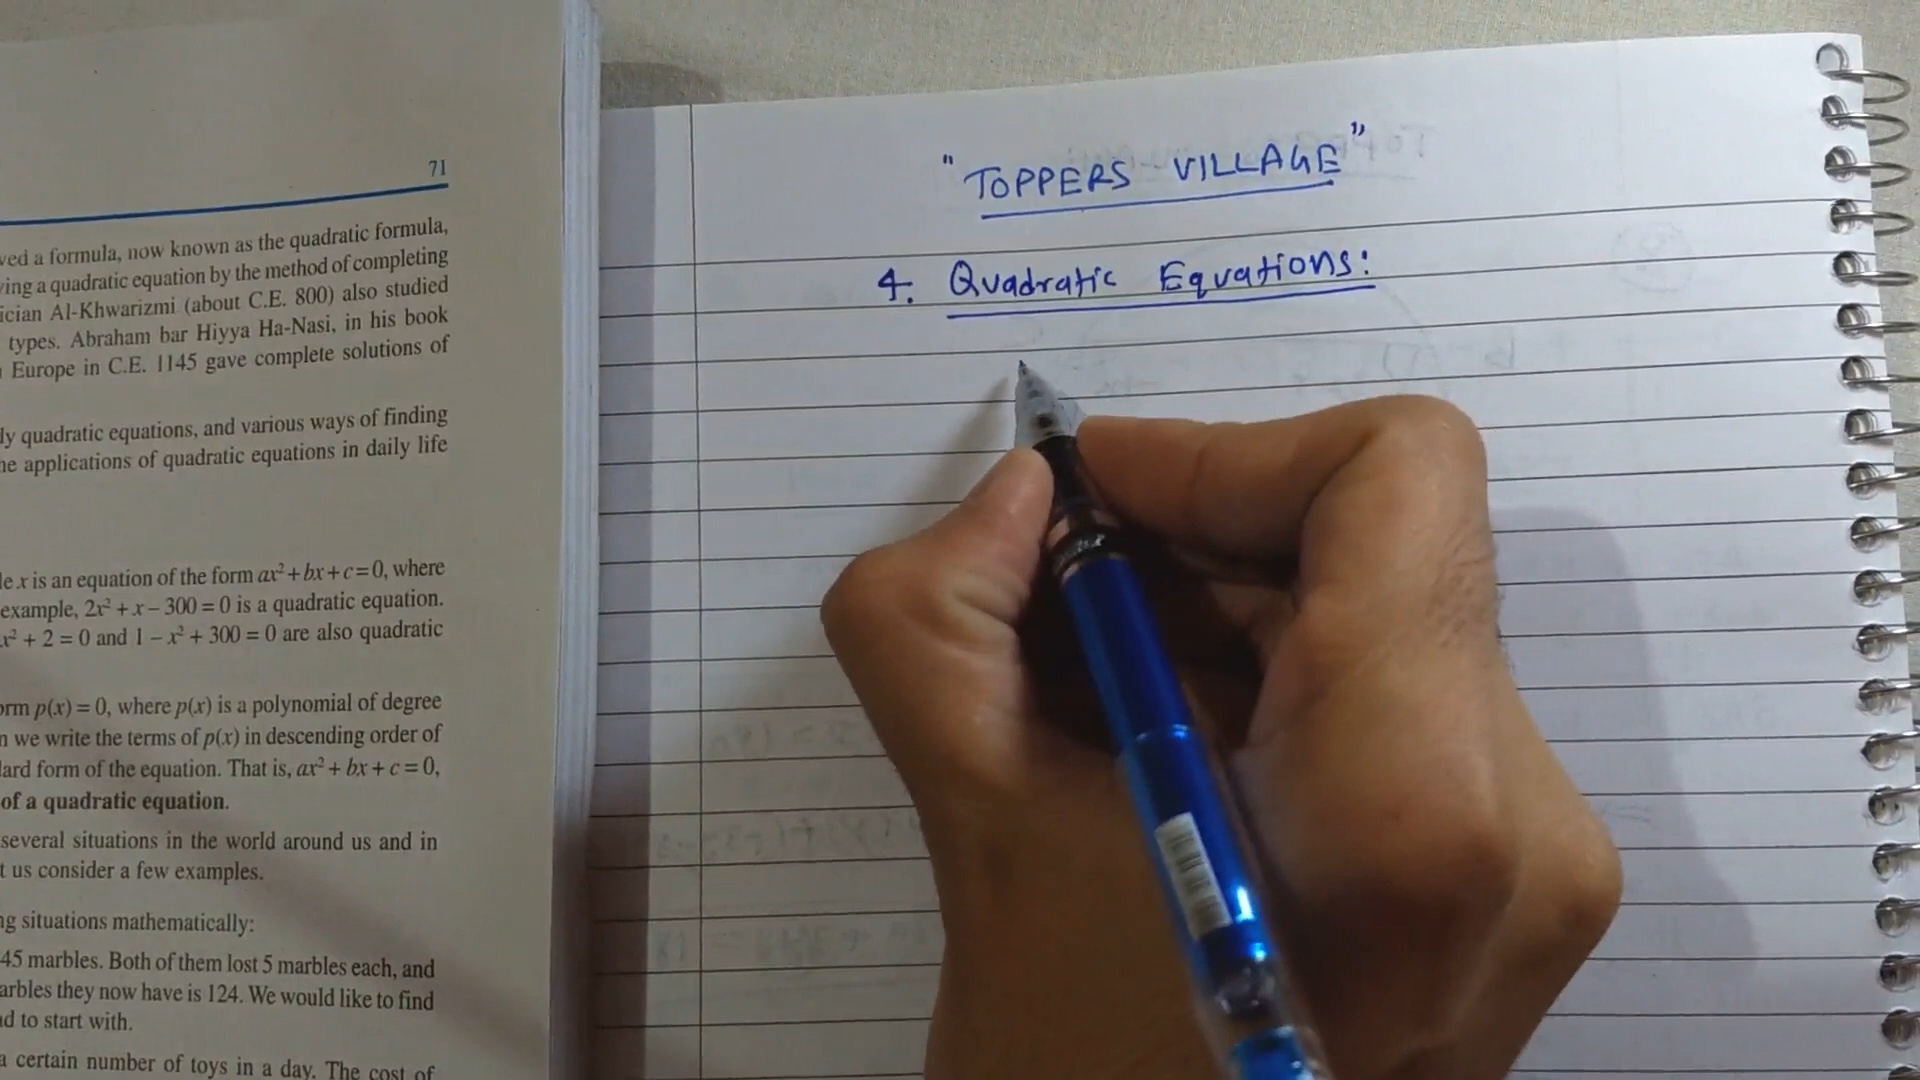 71
ved a formula, now known as the quadratic formula,
ving a quadratic equation by the method of completing
ician Al-Khwarizmi (about C.E. 800) also studied
types. Abraham bar Hiyya Ha-Nasi, in his book
Europe in C.E. 1145 gave complete solutions of
ly quadratic equations, and various ways of finding
he applications of quadratic equations in daily life
le x is an equation of the form ax² + bx + c = 0, where
example, 2x² + x – 300 = 0 is a quadratic equation.
x² + 2 = 0 and 1 – x² + 300 = 0 are also quadratic
orm p(x) = 0, where p(x) is a polynomial of degree
n we write the terms of p(x) in descending order of
lard form of the equation. That is, ax² + bx + c = 0,
of a quadratic equation.
several situations in the world around us and in
t us consider a few examples.
ng situations mathematically:
45 marbles. Both of them lost 5 marbles each, and
arbles they now have is 124. We would like to find
ad to start with.
a certain number of toys in a day. The cost of
"TOPPERS VILLAGE"
4. Quadratic Equations: